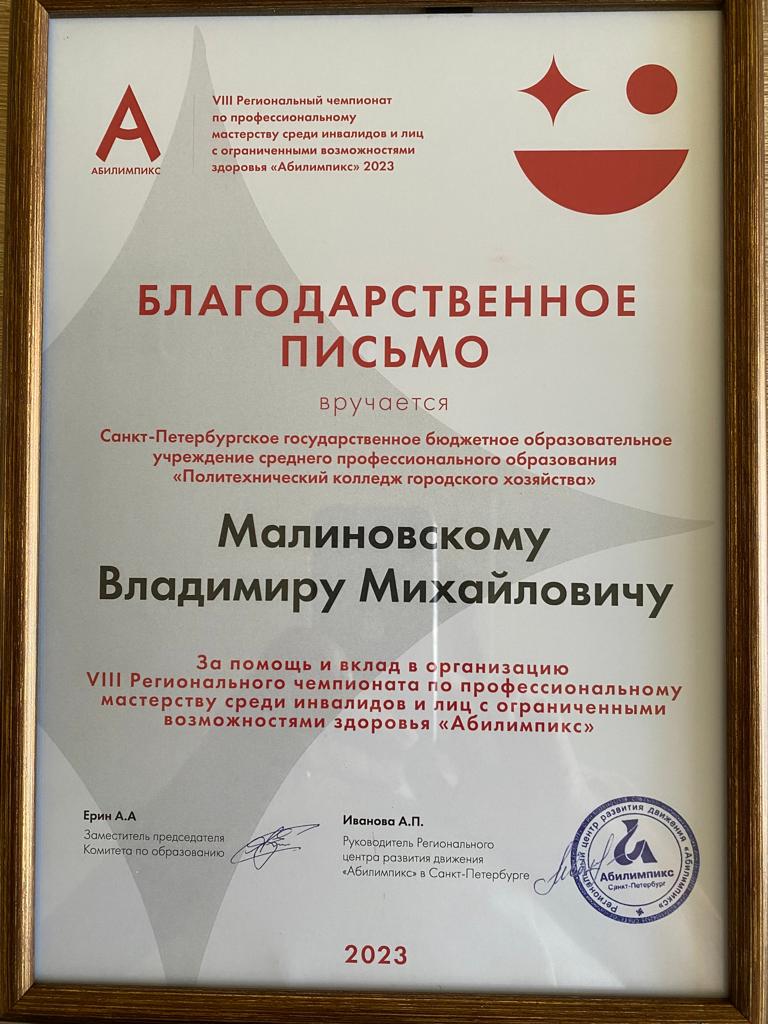 АБИЛИМПИКС
VIII Региональный чемпионат
по профессиональному
мастерству среди инвалидов и лиц
с ограниченными возможностями
здоровья «Абилимпикс» 2023
БЛАГОДАРСТВЕННОЕ
ПИСЬМО
вручается
Санкт-Петербургское государственное бюджетное образовательное
учреждение среднего профессионального образования
«Политехнический колледж городского хозяйства»
Малиновскому
Владимиру Михайловичу
За помощь и вклад в организацию
VIII Регионального чемпионата по профессиональному
мастерству среди инвалидов и лиц с ограниченными
возможностями здоровья «Абилимпикс»
Ерин А.А
Заместитель председателя
Комитета по образованию
Иванова А.П.
Руководитель Регионального
центра развития движения
«Абилимпикс» в Санкт-Петербурге
Региональный центр развития движения «Абилимпикс»
Абилимпикс
Санкт-Петербург
2023